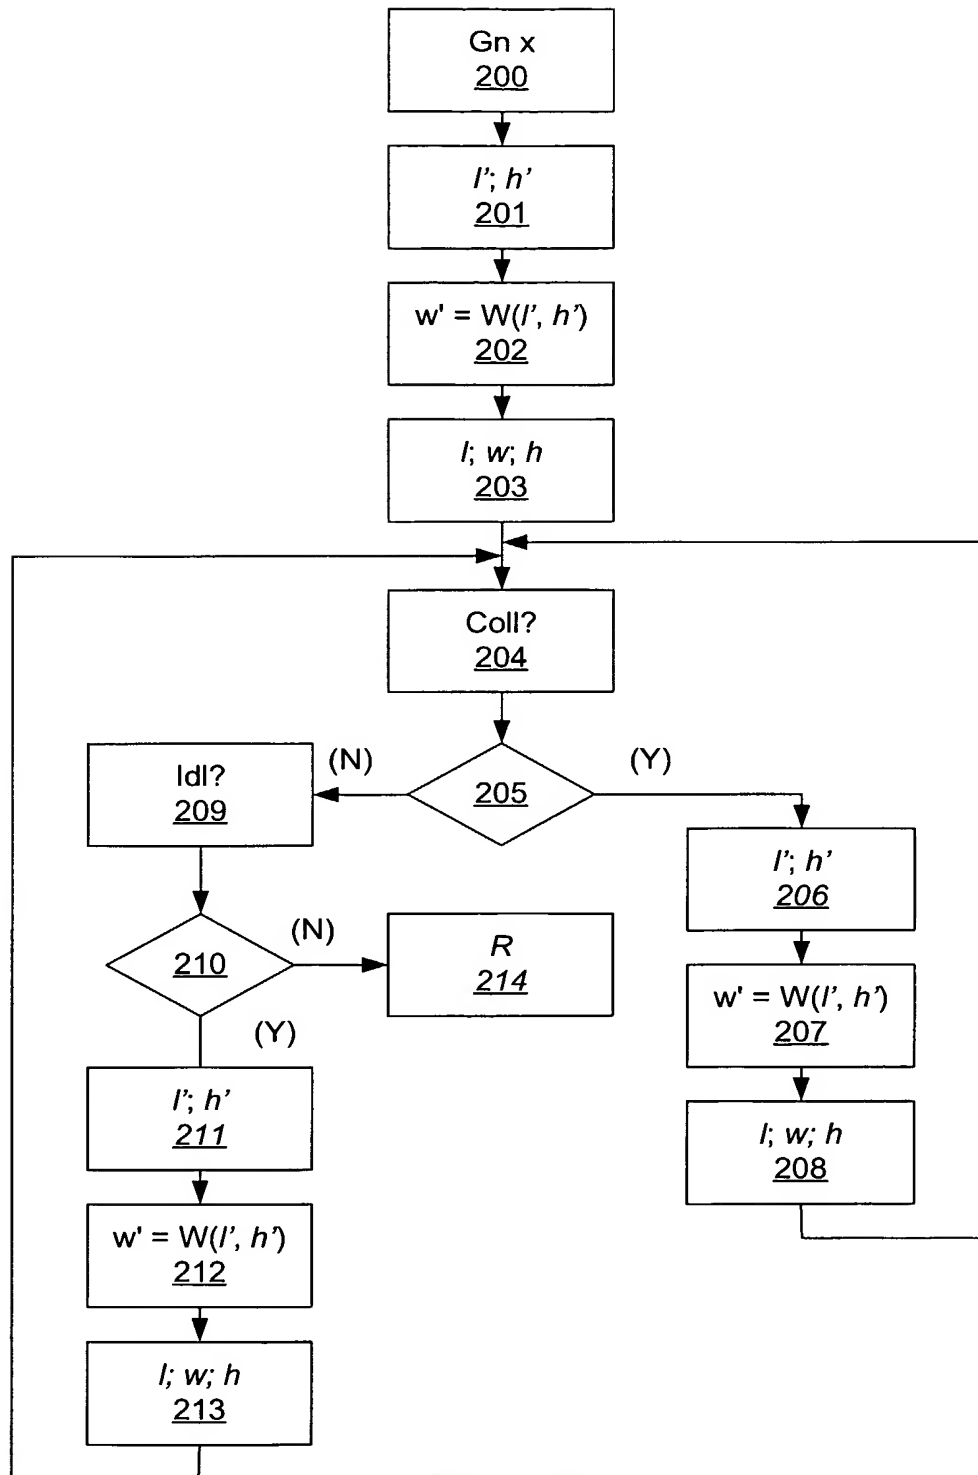 Gn x
200
l'; h'
201
w' = W(l', h')
202
l; w; h
203
Coll?
204
205
(N)
(Y)
Idl?
209
210
(N)
(Y)
R
214
l'; h'
206
w' = W(l', h')
207
l; w; h
208
l'; h'
211
w' = W(l', h')
212
l; w; h
213